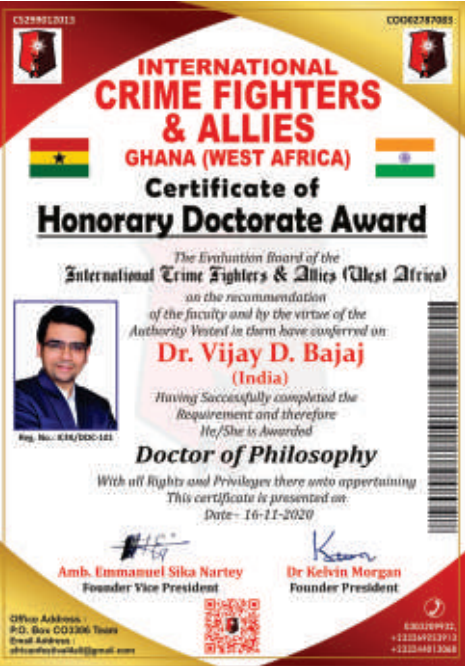 CS299012013
COO02787083
INTERNATIONAL
CRIME FIGHTERS
& ALLIES
GHANA (WEST AFRICA)
Certificate of
Honorary Doctorate Award
The Evaluation Board of the
International Crime Fighters & Allies (West Africa)
on the recommendation
of the faculty and by the virtue of the
Authority Vested in them have conferred on
Dr. Vijay D. Bajaj
(India)
Having Successfully completed the
Requirement and therefore
He/She is Awarded
Reg. No.: ICFA/DOC-101
Doctor of Philosophy
With all Rights and Privileges there unto appertaining
This certificate is presented on
Date- 16-11-2020
Amb. Emmanuel Sika Nartey
Founder Vice President
Dr Kelvin Morgan
Founder President
Office Address :
P.O. Box CO3306 Team
Email Address :